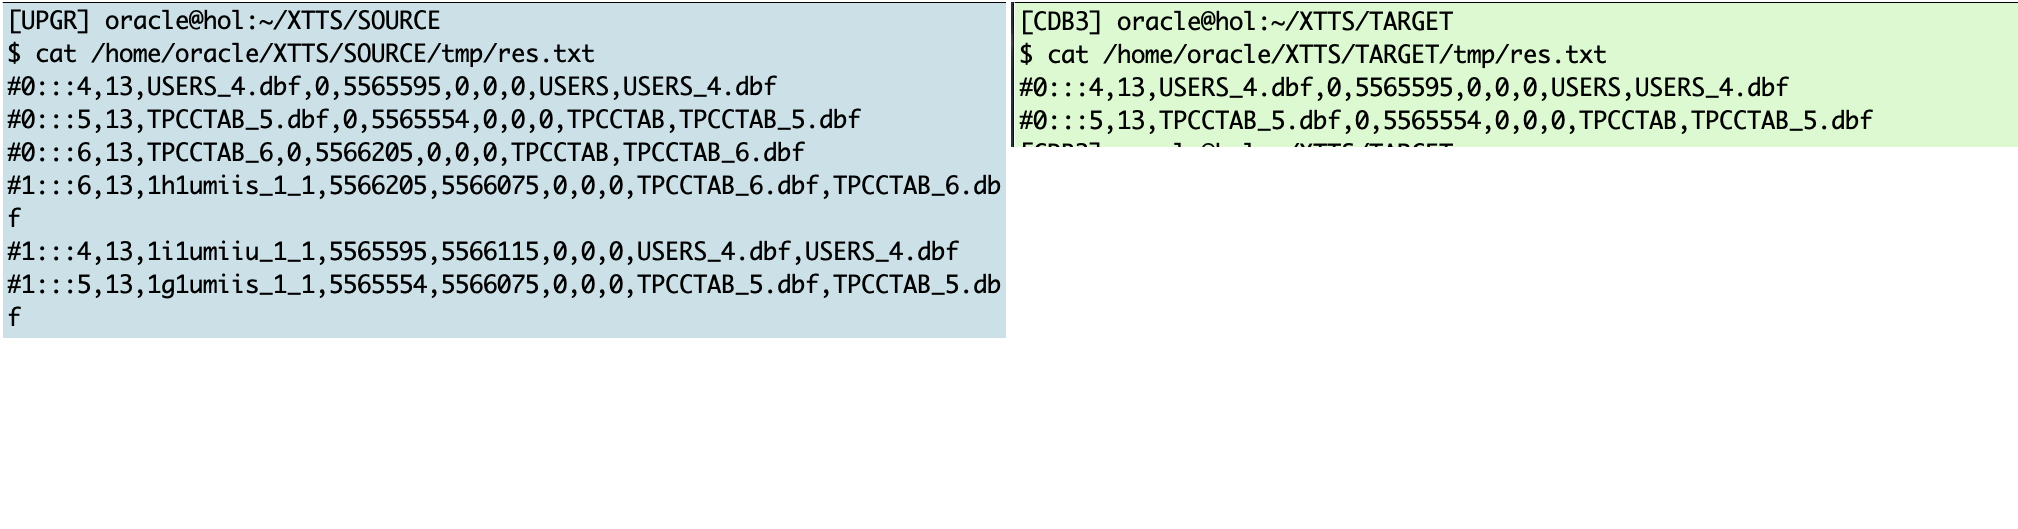 [UPGR] oracle@hol:~/XTTS/SOURCE
$ cat /home/oracle/XTTS/SOURCE/tmp/res.txt
#0:::4,13,USERS_4.dbf,0,5565595,0,0,0,USERS,USERS_4.dbf
#0:::5,13,TPCCTAB_5.dbf,0,5565554,0,0,0,TPCCTAB,TPCCTAB_5.dbf
#0:::6,13,TPCCTAB_6,0,5566205,0,0,0,TPCCTAB,TPCCTAB_6.dbf
#1:::6,13,1h1umiis_1_1,5566205,5566075,0,0,0,TPCCTAB_6.dbf,TPCCTAB_6.db
f
#1:::4,13,1i1umiiu_1_1,5565595,5566115,0,0,0,USERS_4.dbf,USERS_4.dbf
#1:::5,13,1g1umiis_1_1,5565554,5566075,0,0,0,TPCCTAB_5.dbf,TPCCTAB_5.db
f
[CDB3] oracle@hol:~/XTTS/TARGET
$ cat /home/oracle/XTTS/TARGET/tmp/res.txt
#0:::4,13,USERS_4.dbf,0,5565595,0,0,0,USERS,USERS_4.dbf
#0:::5,13,TPCCTAB_5.dbf,0,5565554,0,0,0,TPCCTAB,TPCCTAB_5.dbf